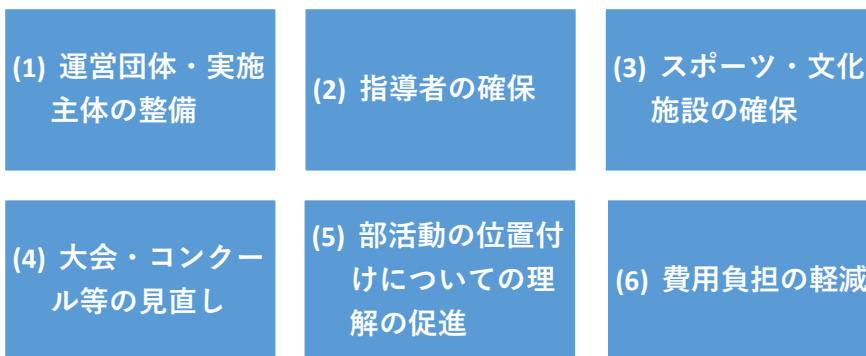 (1) 運営団体・実施
主体の整備
(2) 指導者の確保
(3) スポーツ・文化
施設の確保
(4) 大会・コンクー
ル等の見直し
(5) 部活動の位置付
けについての理
解の促進
(6) 費用負担の軽減